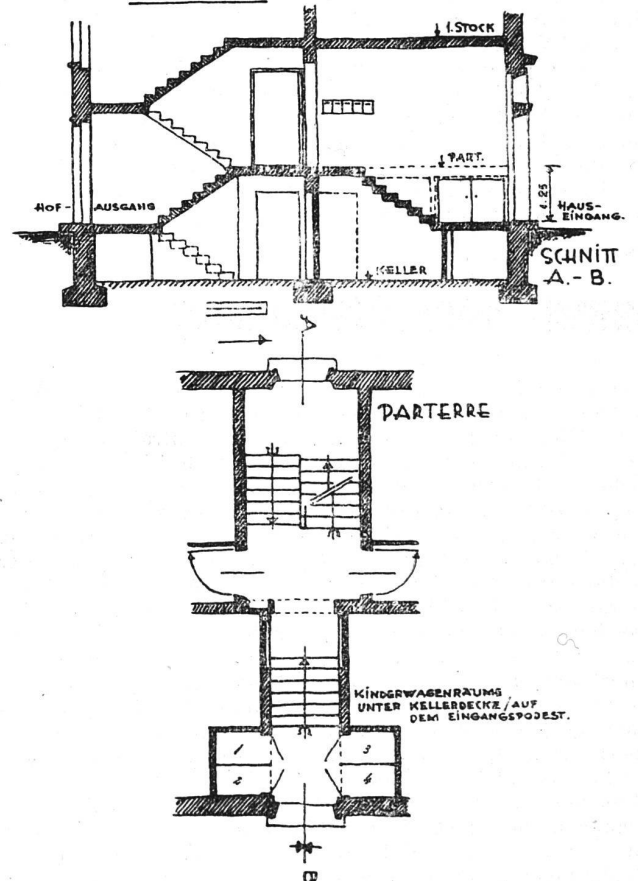 1. STOCK
PART.
HOF-AUSGANG
1.25
HAUS-
EINGANG.
KELLER
SCHNITT
A.-B.
A
PARTERRE
KINDERWAGENRÄUME
UNTER KELLERDECKE/AUF
DEM EINGANGSPODEST.
1
3
2
4
B